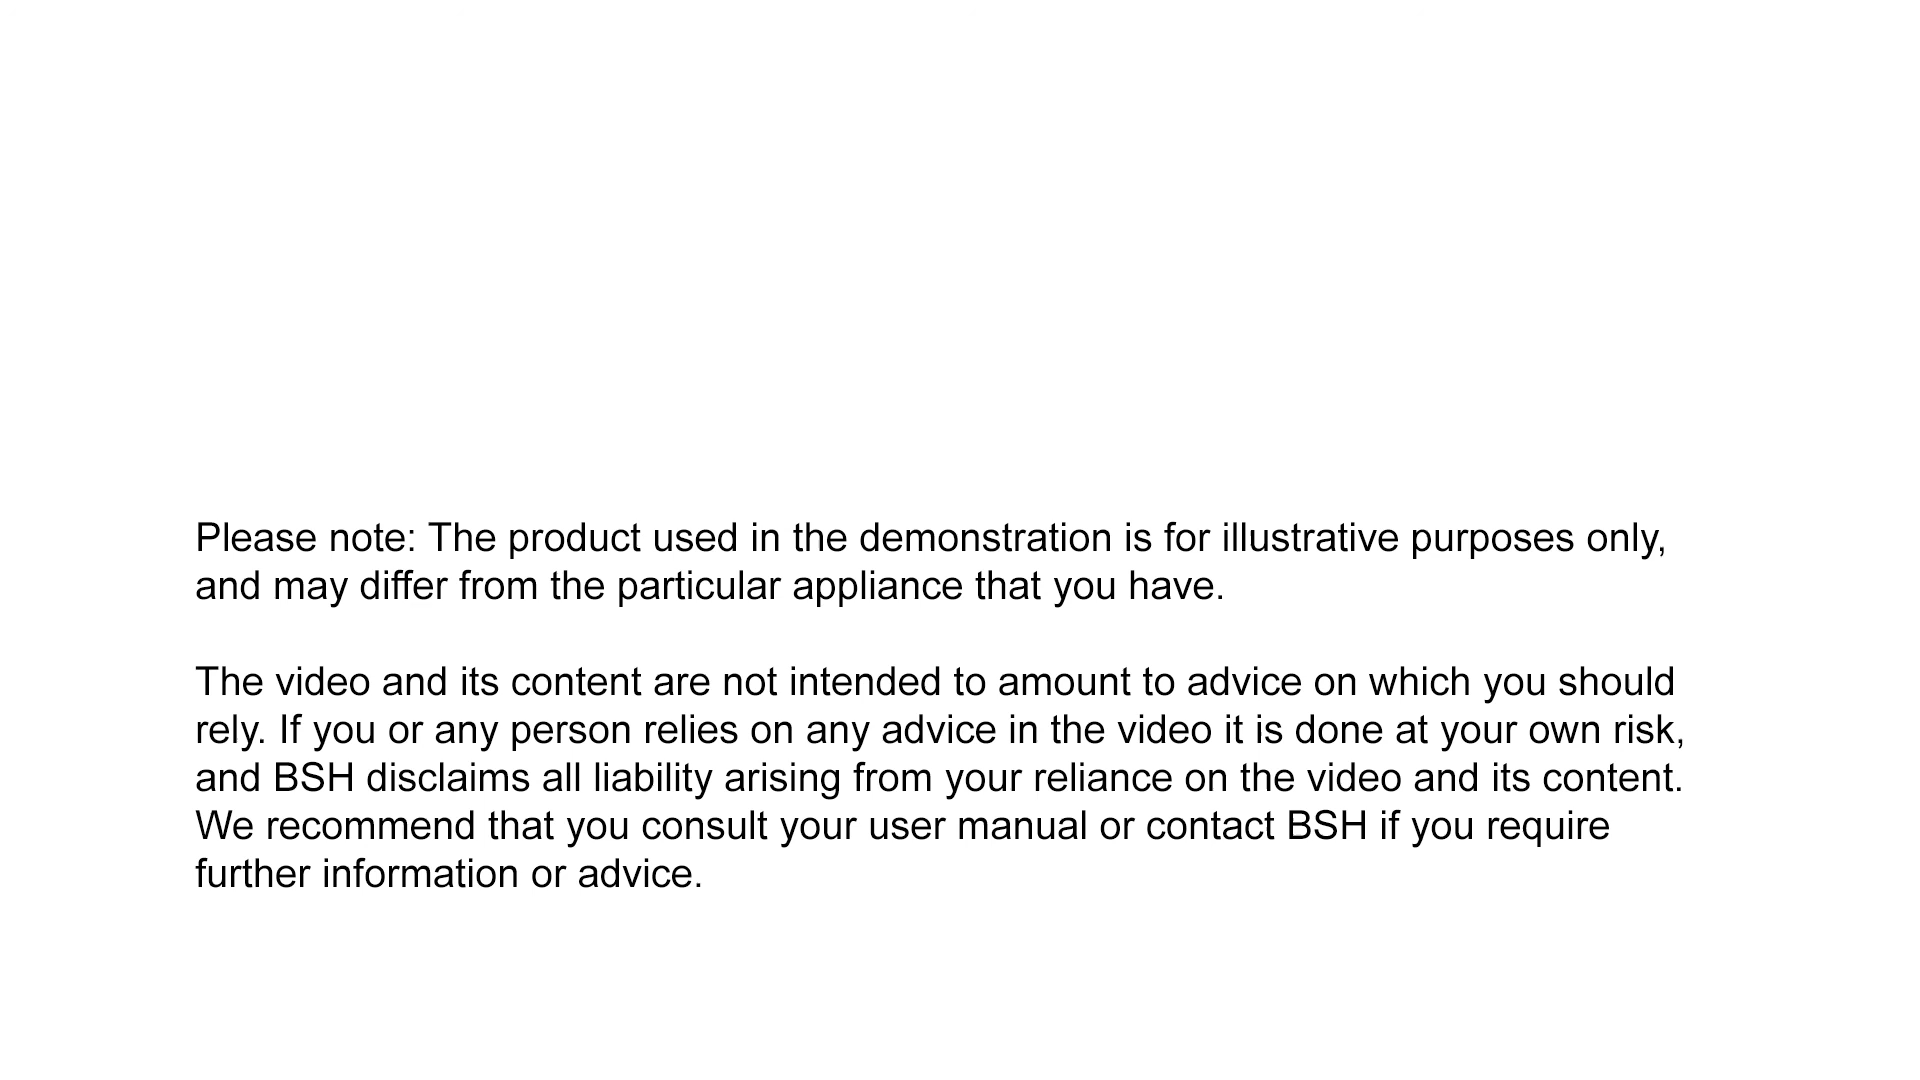 Please note: The product used in the demonstration is for illustrative purposes only,
and may differ from the particular appliance that you have.
The video and its content are not intended to amount to advice on which you should
rely. If you or any person relies on any advice in the video it is done at your own risk,
and BSH disclaims all liability arising from your reliance on the video and its content.
We recommend that you consult your user manual or contact BSH if you require
further information or advice.